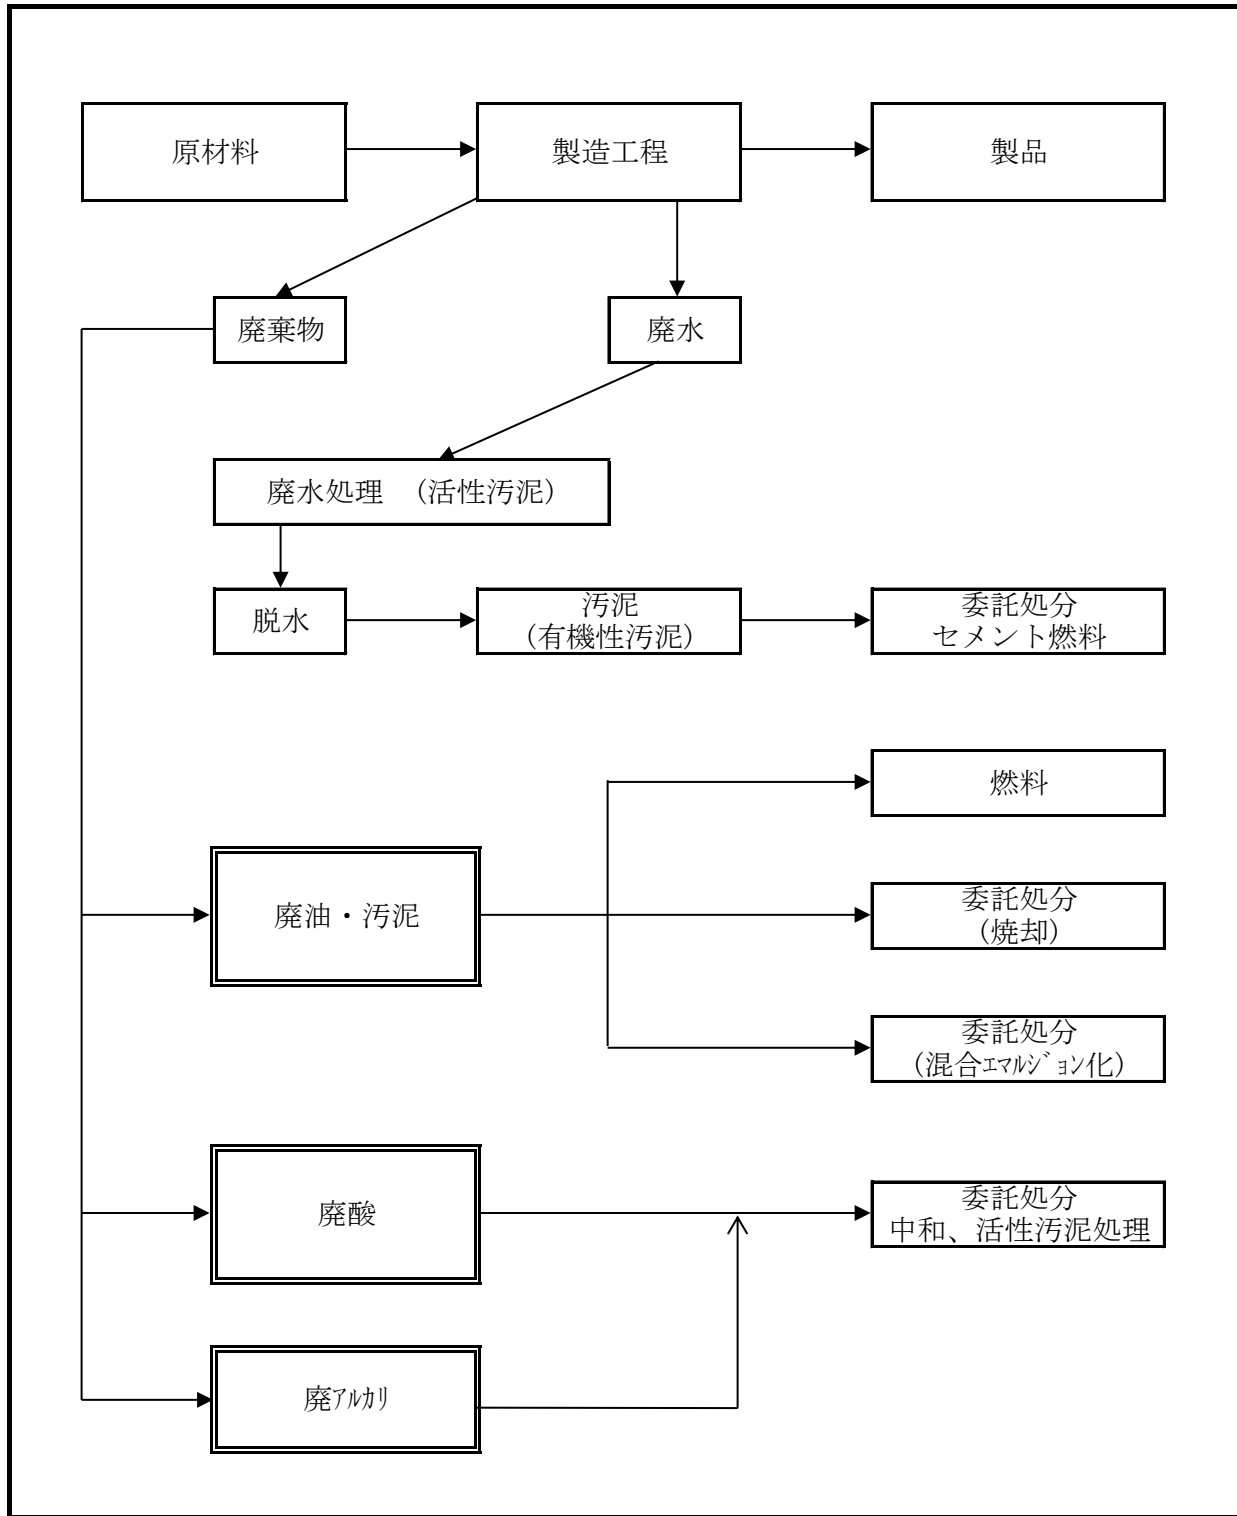 原材料
製造工程
製品
廃棄物
廃水
廃水処理　（活性汚泥）
脱水
汚泥
（有機性汚泥）
委託処分
セメント燃料
燃料
廃油・汚泥
委託処分
（焼却）
委託処分
（混合ｴﾏﾙｼﾞｮﾝ化）
廃酸
委託処分
中和、活性汚泥処理
廃ｱﾙｶﾘ